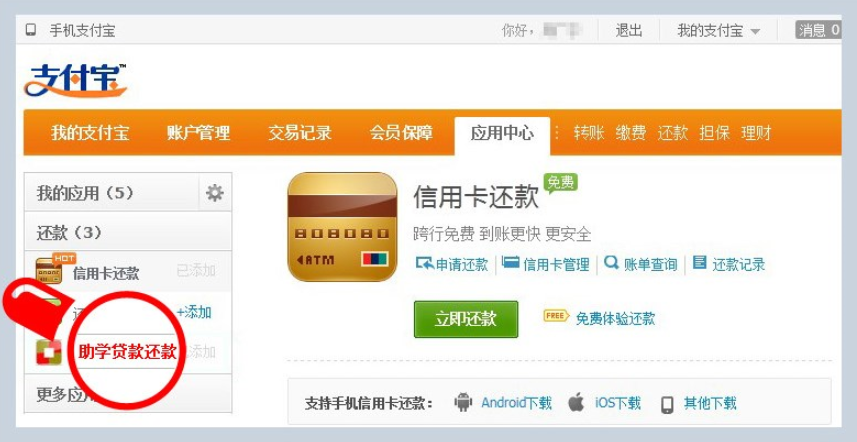 手机支付宝 你好， 退出 我的支付宝 消息 0
支付宝
我的支付宝 账户管理 交易记录 会员保障 应用中心 转账 缴费 还款 担保 理财
我的应用（5）
还款（3）
HOT
信用卡还款 已添加
+添加
助学贷款还款 添加
更多应
808080
ATM
信用卡还款 免费
跨行免费 到账更快 更安全
申请还款 信用卡管理 账单查询 还款记录
立即还款 FREE 免费体验还款
支持手机信用卡还款： Android下载 iOS下载 其他下载